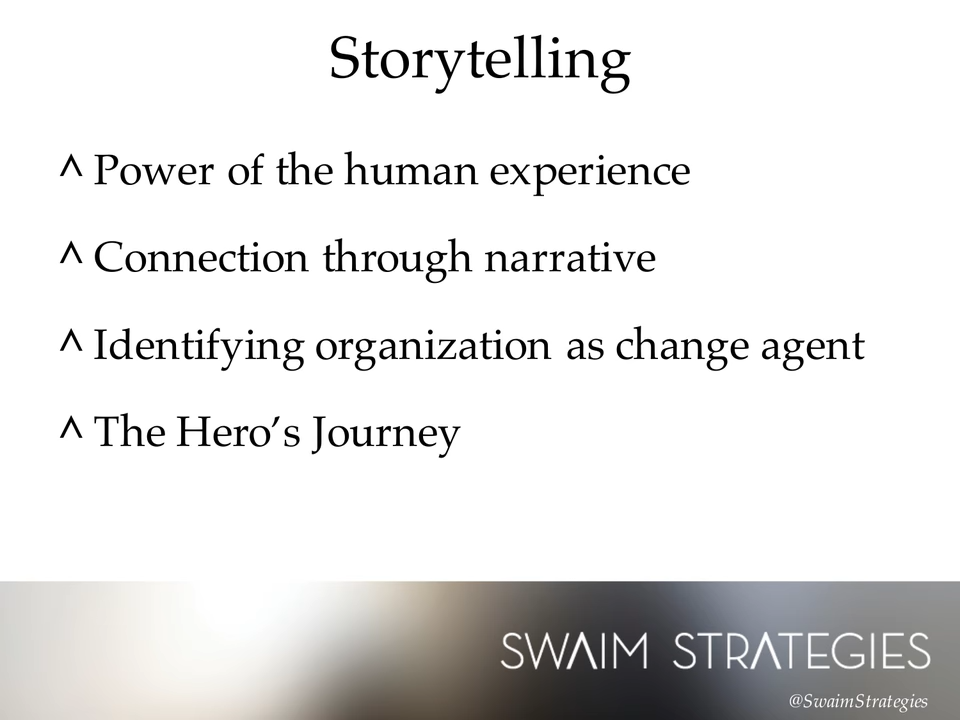 Storytelling
^ Power of the human experience
^ Connection through narrative
^ Identifying organization as change agent
^ The Hero’s Journey
SWAIM STRATEGIES
@SwaimStrategies